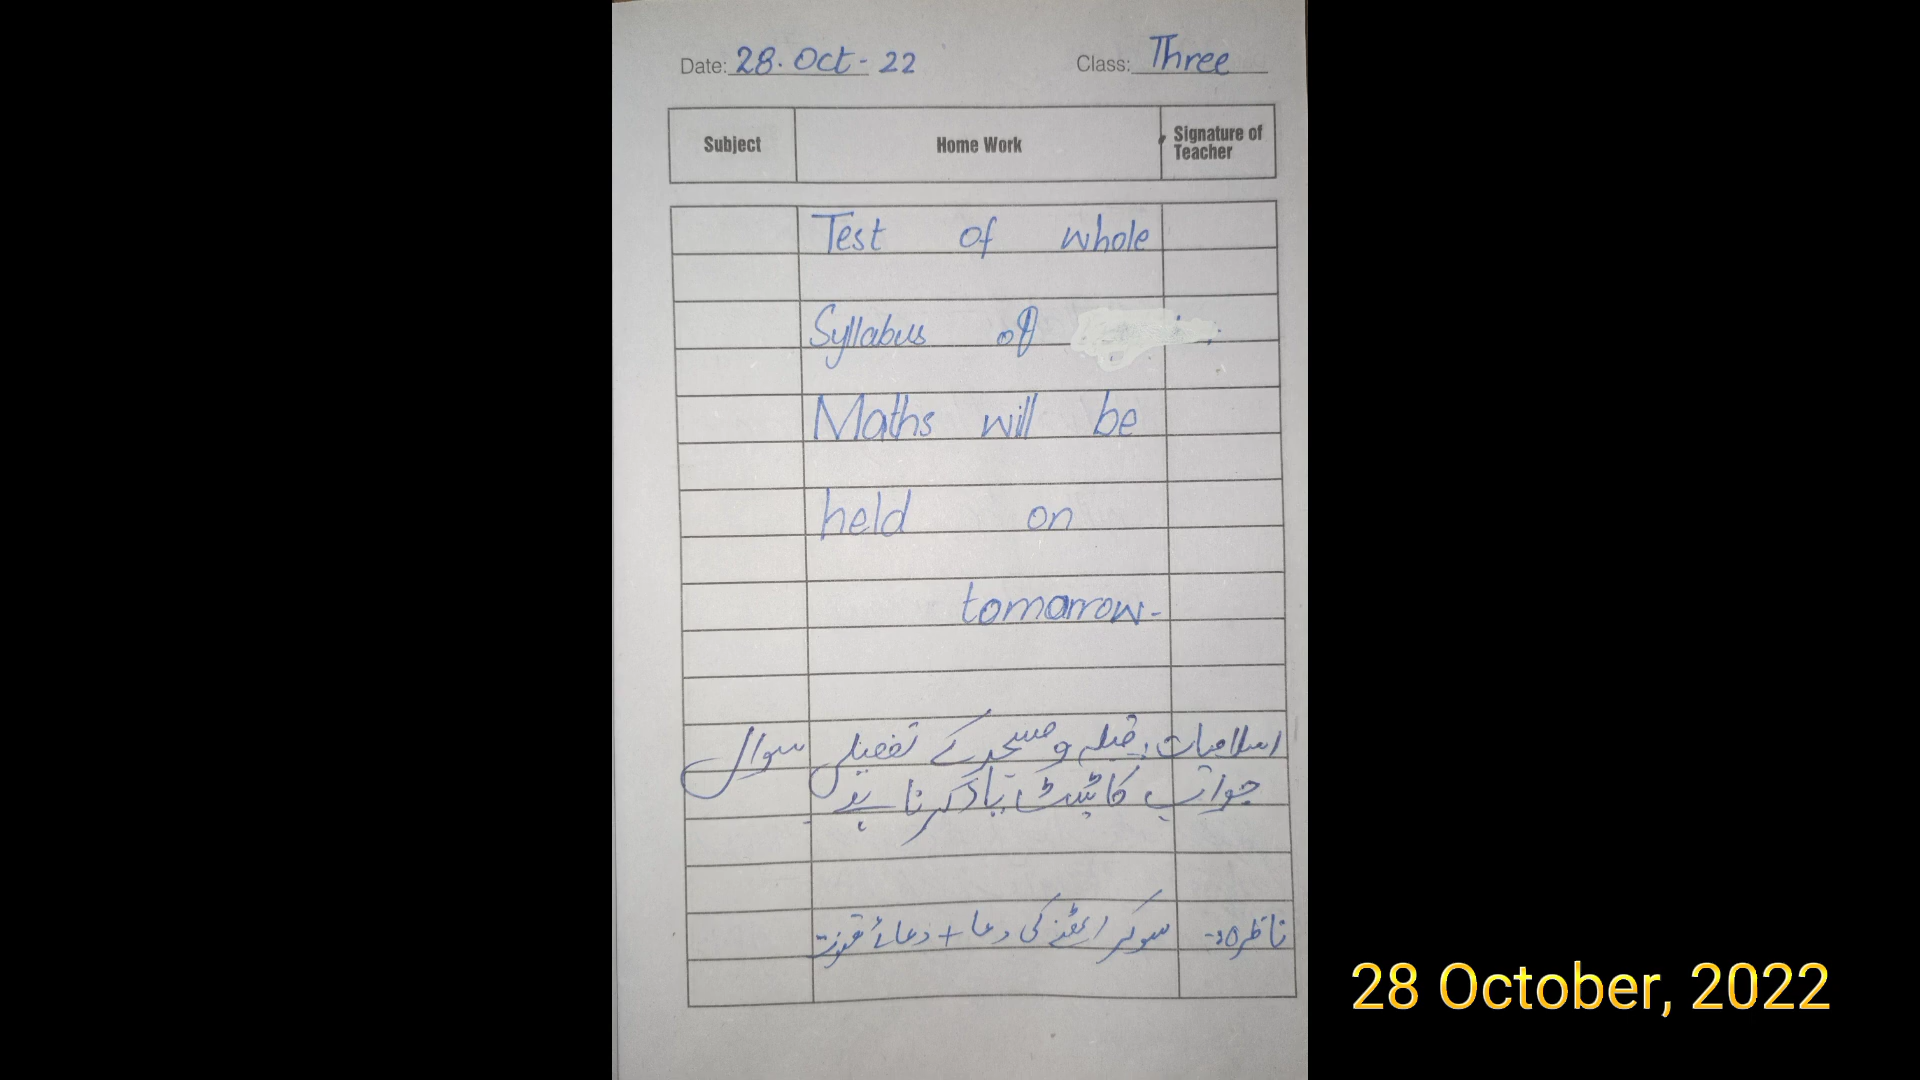 Date: 28. Oct - 22 Class: Three
Subject Home Work Signature of Teacher
Test of whole
Syllabus of
Maths will be
held on
tomorrow-
اسلامیات: قبلہ و مسجد کے تفصیلی سوال
جواب کا ٹیسٹ یاد کرنا ہے۔
ناظرہ:- سو کر اٹھنے کی دعا + دعائے قنوت
28 October, 2022